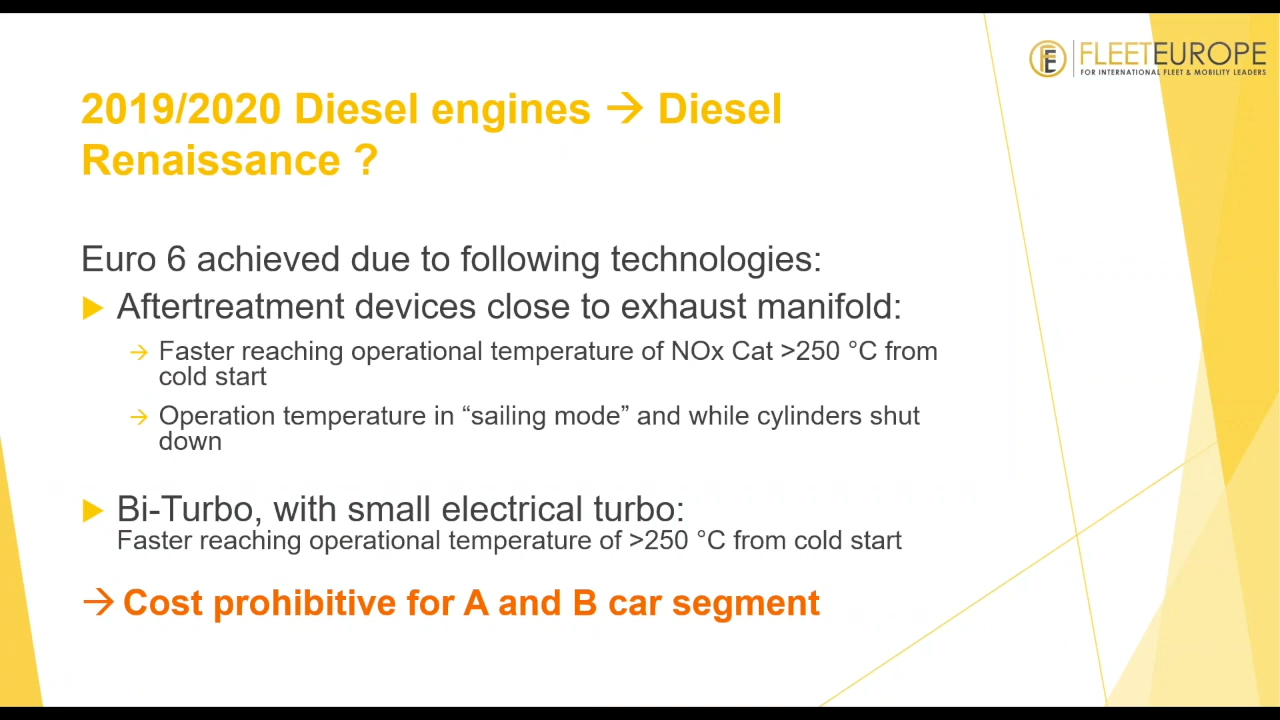 FLEETEUROPE
FOR INTERNATIONAL FLEET & MOBILITY LEADERS
2019/2020 Diesel engines → Diesel
Renaissance ?
Euro 6 achieved due to following technologies:
Aftertreatment devices close to exhaust manifold:
→ Faster reaching operational temperature of NOx Cat >250 °C from
cold start
→ Operation temperature in “sailing mode” and while cylinders shut
down
Bi-Turbo, with small electrical turbo:
Faster reaching operational temperature of >250 °C from cold start
→ Cost prohibitive for A and B car segment